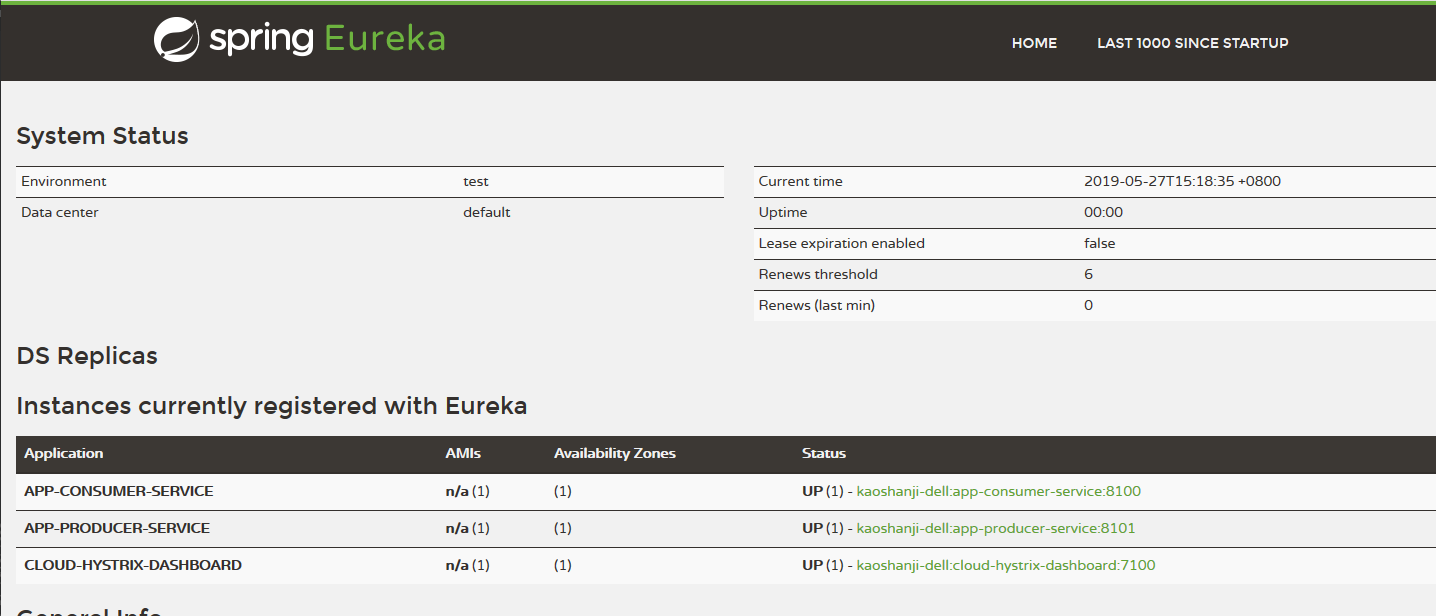 spring Eureka
HOME LAST 1000 SINCE STARTUP
System Status
Environment test
Data center default
Current time 2019-05-27T15:18:35 +0800
Uptime 00:00
Lease expiration enabled false
Renews threshold 6
Renews (last min) 0
DS Replicas
Instances currently registered with Eureka
Application AMIs Availability Zones Status
APP-CONSUMER-SERVICE n/a (1) (1) UP (1) - kaoshanji-dell:app-consumer-service:8100
APP-PRODUCER-SERVICE n/a (1) (1) UP (1) - kaoshanji-dell:app-producer-service:8101
CLOUD-HYSTRIX-DASHBOARD n/a (1) (1) UP (1) - kaoshanji-dell:cloud-hystrix-dashboard:7100
General Info